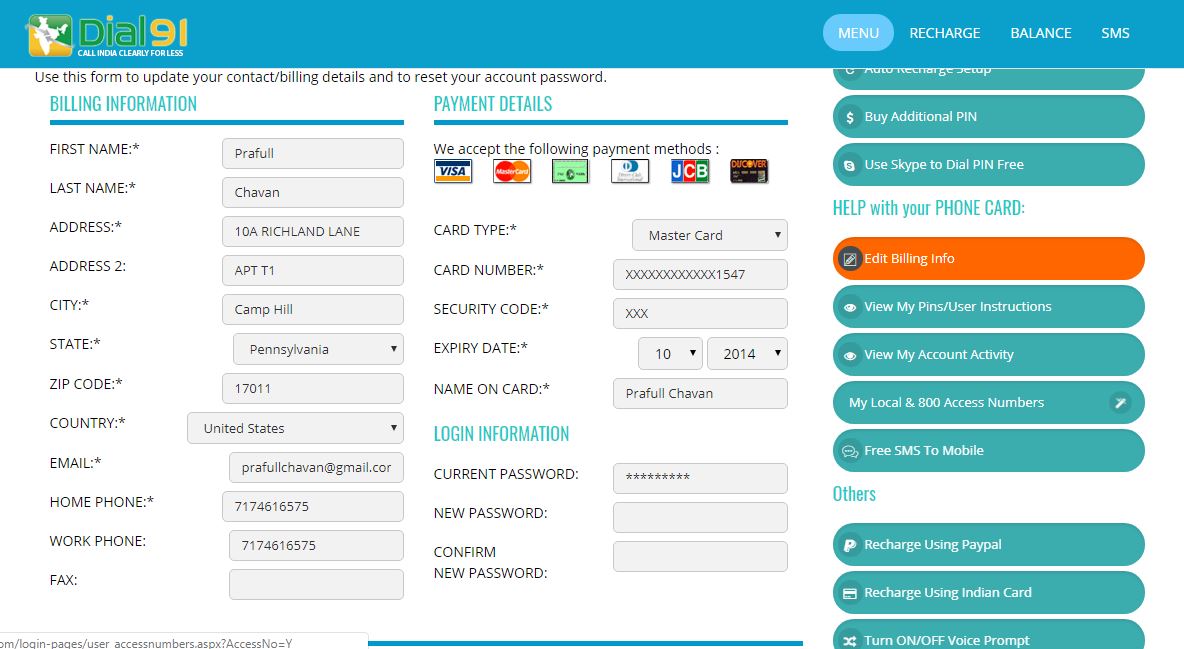 Dial91
CALL INDIA CLEARLY FOR LESS
MENU
RECHARGE
BALANCE
SMS
Use this form to update your contact/billing details and to reset your account password.
BILLING INFORMATION
FIRST NAME:* Prafull
LAST NAME:* Chavan
ADDRESS:* 10A RICHLAND LANE
ADDRESS 2: APT T1
CITY:* Camp Hill
STATE:* Pennsylvania
ZIP CODE:* 17011
COUNTRY:* United States
EMAIL:* prafullchavan@gmail.cor
HOME PHONE:* 7174616575
WORK PHONE: 7174616575
FAX:
PAYMENT DETAILS
We accept the following payment methods :
VISA MasterCard JCB DISCOVER
CARD TYPE:* Master Card
CARD NUMBER:* XXXXXXXXXXXX1547
SECURITY CODE:* XXX
EXPIRY DATE:* 10 2014
NAME ON CARD:* Prafull Chavan
LOGIN INFORMATION
CURRENT PASSWORD: *********
NEW PASSWORD:
CONFIRM
NEW PASSWORD:
Auto Recharge Setup
Buy Additional PIN
Use Skype to Dial PIN Free
HELP with your PHONE CARD:
Edit Billing Info
View My Pins/User Instructions
View My Account Activity
My Local & 800 Access Numbers
Free SMS To Mobile
Others
Recharge Using Paypal
Recharge Using Indian Card
Turn ON/OFF Voice Prompt
om/login-pages/user_accessnumbers.aspx?AccessNo=Y